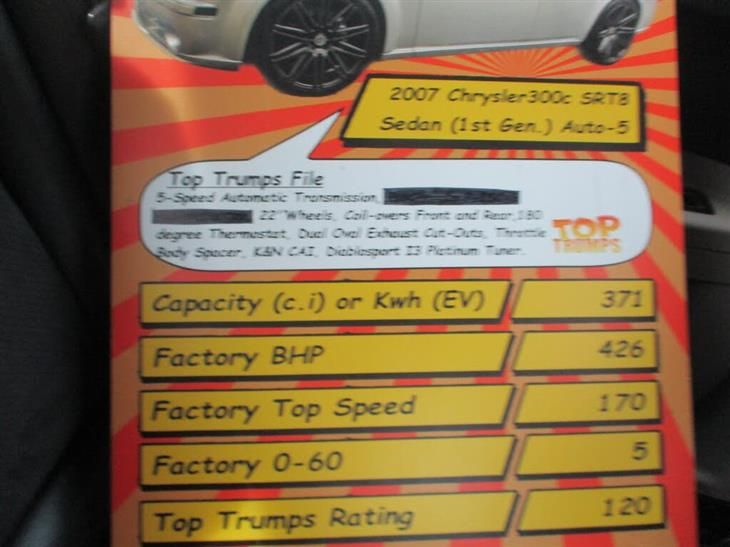 2007 Chrysler300c SRT8
Sedan (1st Gen.) Auto-5
Top Trumps File
5-Speed Automatic Transmission,
22"Wheels, Coil-overs Front and Rear,180
degree Thermostat, Dual Oval Exhaust Cut-Outs, Throttle
Body Spacer, K&N CAI, Diablosport I3 Platinum Tuner.
TOP
TRUMPS
Capacity (c.i) or Kwh (EV) 371
Factory BHP 426
Factory Top Speed 170
Factory 0-60 5
Top Trumps Rating 120